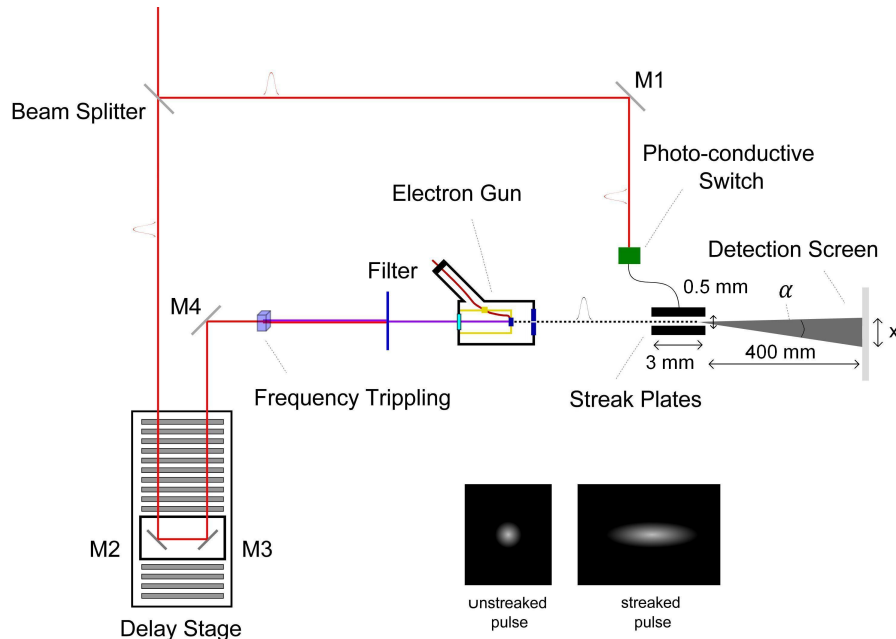 M1
Beam Splitter
Photo-conductive
Switch
Electron Gun
Detection Screen
Filter
0.5 mm
α
M4
x
3 mm
400 mm
Frequency Trippling
Streak Plates
M2
M3
unstreaked
pulse
streaked
pulse
Delay Stage